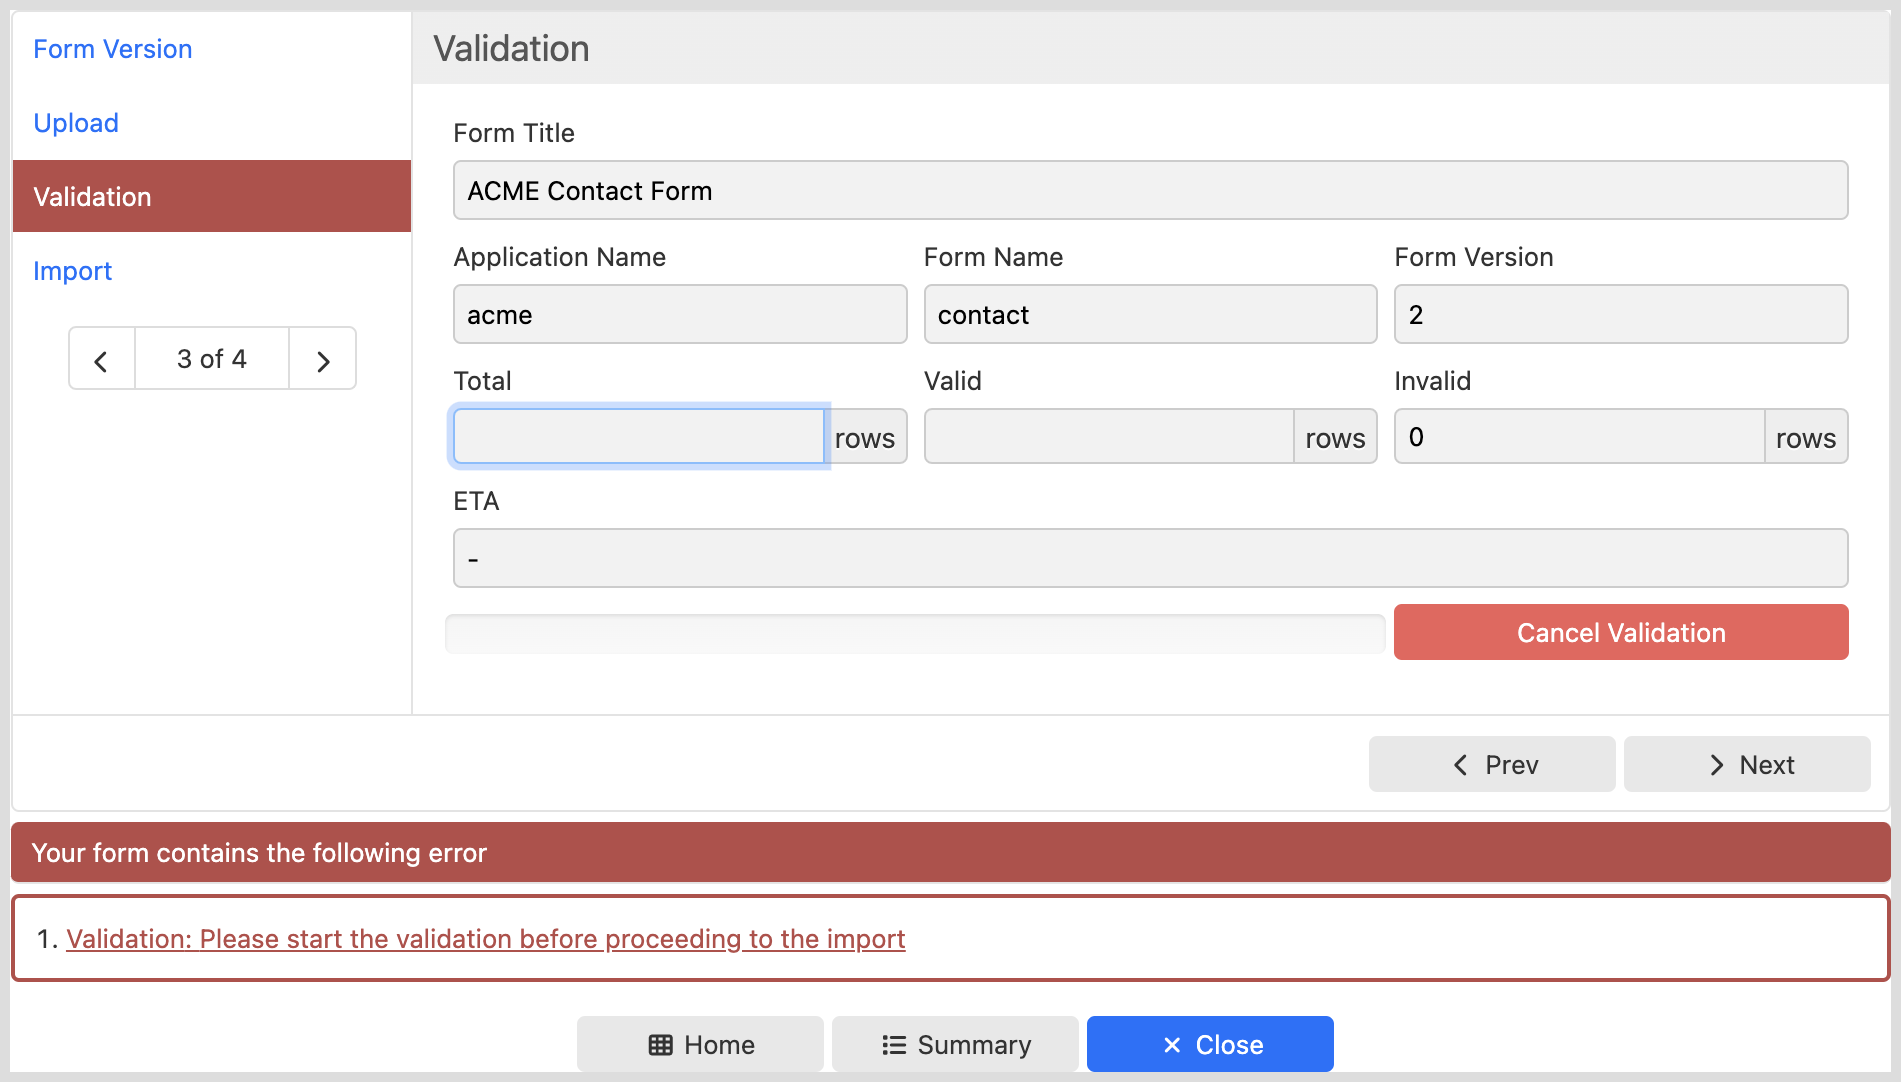 Form Version
Upload
Validation
Import
3 of 4
Validation
Form Title
ACME Contact Form
Application Name Form Name Form Version
acme contact 2
Total Valid Invalid
rows rows 0 rows
ETA
-
Cancel Validation
Prev Next
Your form contains the following error
1. Validation: Please start the validation before proceeding to the import
Home Summary Close